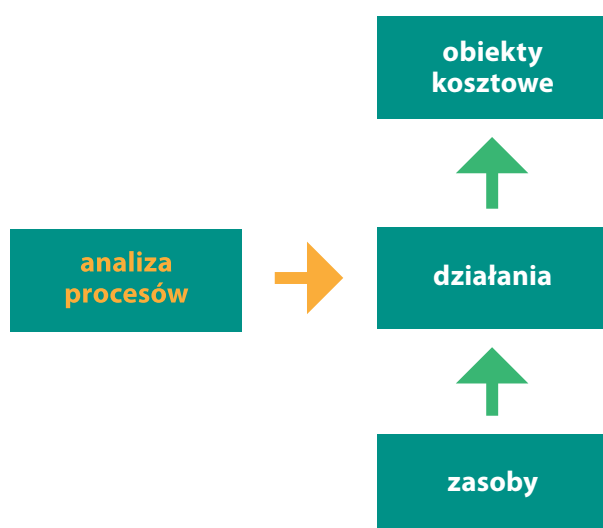 obiekty
kosztowe
analiza
procesów
działania
zasoby